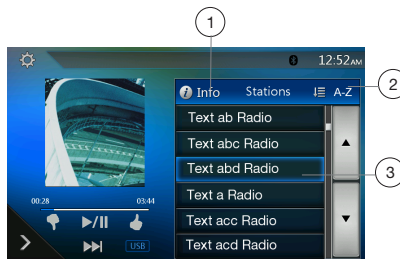 1
12:52AM
Info Stations A-Z
2
Text ab Radio
Text abc Radio
Text abd Radio
3
Text a Radio
Text acc Radio
Text acd Radio
00:28 03:44
USB